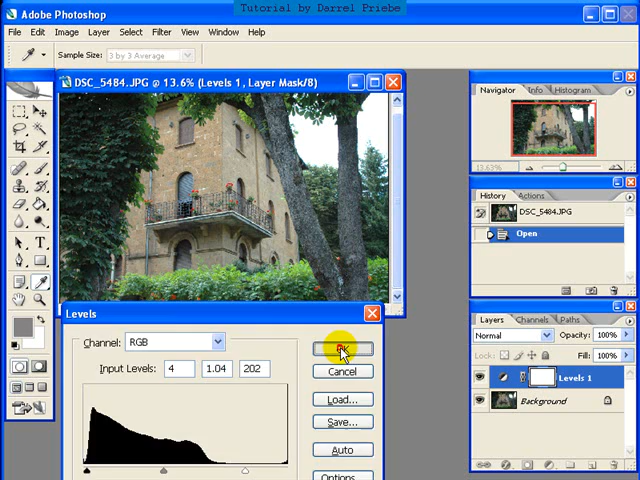 Tutorial by Darrel Priebe
Adobe Photoshop
File Edit Image Layer Select Filter View Window Help
Sample Size: 3 by 3 Average
DSC_5484.JPG @ 13.6% (Levels 1, Layer Mask/8)
Navigator Info Histogram
13.63%
History Actions
DSC_5484.JPG
Open
Levels
Channel: RGB
Input Levels: 4 1.04 202
OK
Cancel
Load...
Save...
Auto
Options...
Layers Channels Paths
Normal Opacity: 100%
Lock: Fill: 100%
Levels 1
Background